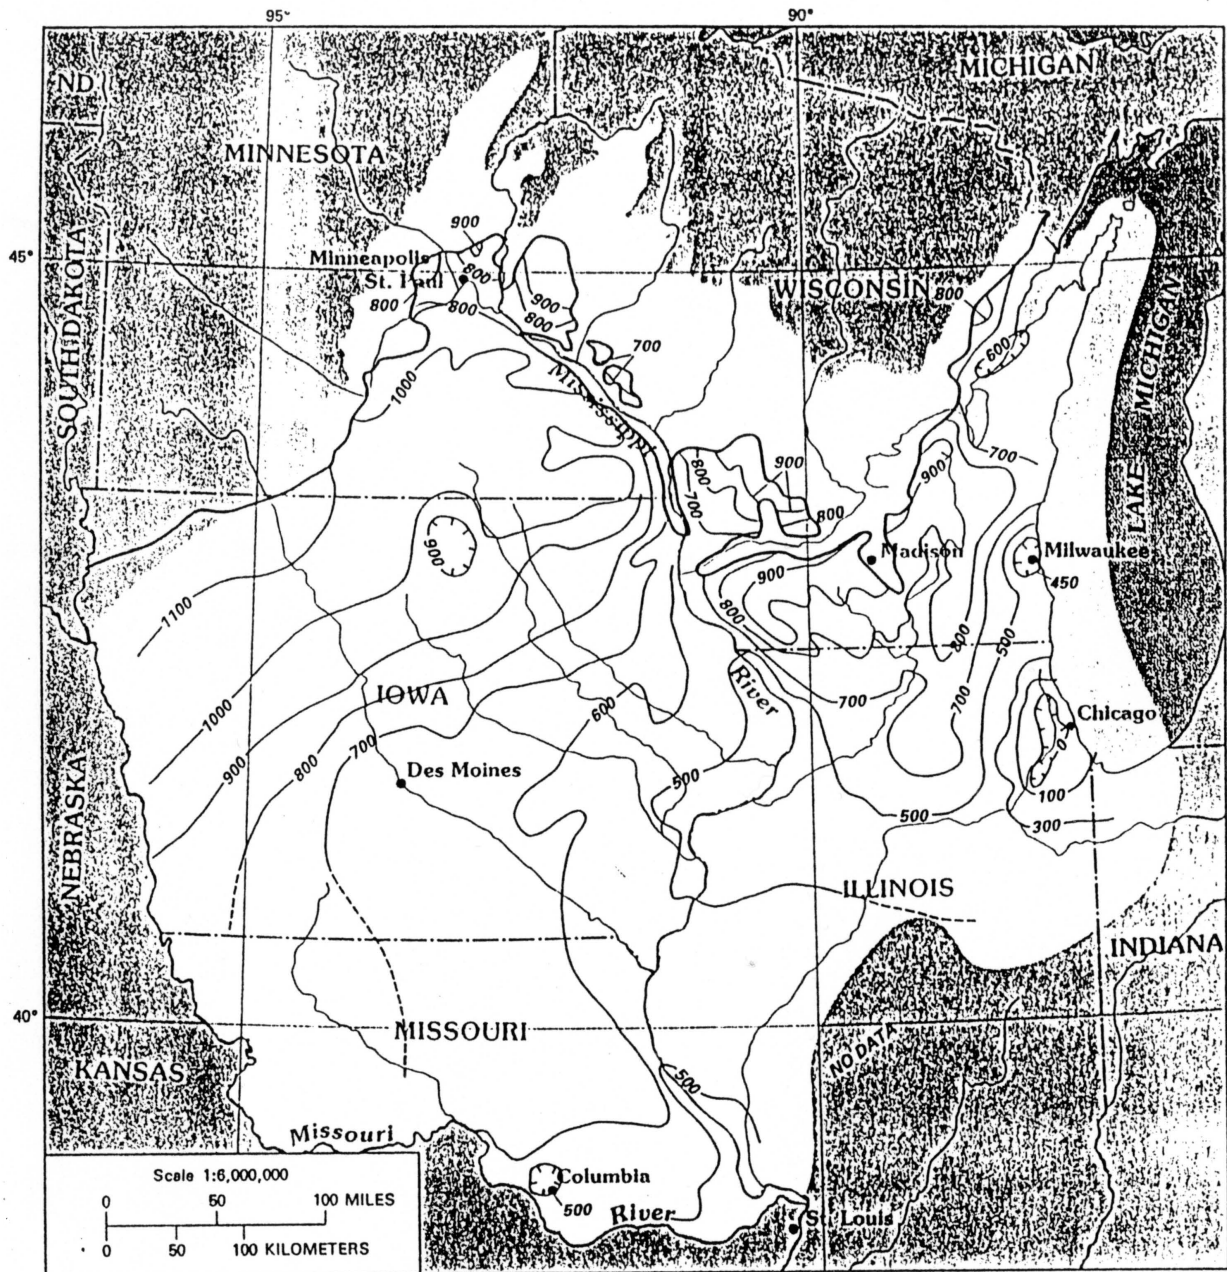 95° 90°
ND
MICHIGAN
MINNESOTA
900
45°
Minneapolis
St. Paul
800
800
800
WISCONSIN
800
SOUTH DAKOTA
900
800
600
LAKE MICHIGAN
700
1000
Mississippi
700
900
900
800
700
800
900
Madison
Milwaukee
450
900
1100
800
800
500
IOWA
River
1000
600
700
700
Chicago
0
900
800
700
Des Moines
500
100
500
300
NEBRASKA
ILLINOIS
INDIANA
40°
MISSOURI
NO DATA
KANSAS
500
Missouri
Columbia
500
River
St. Louis
Scale 1:6,000,000
0 50 100 MILES
0 50 100 KILOMETERS